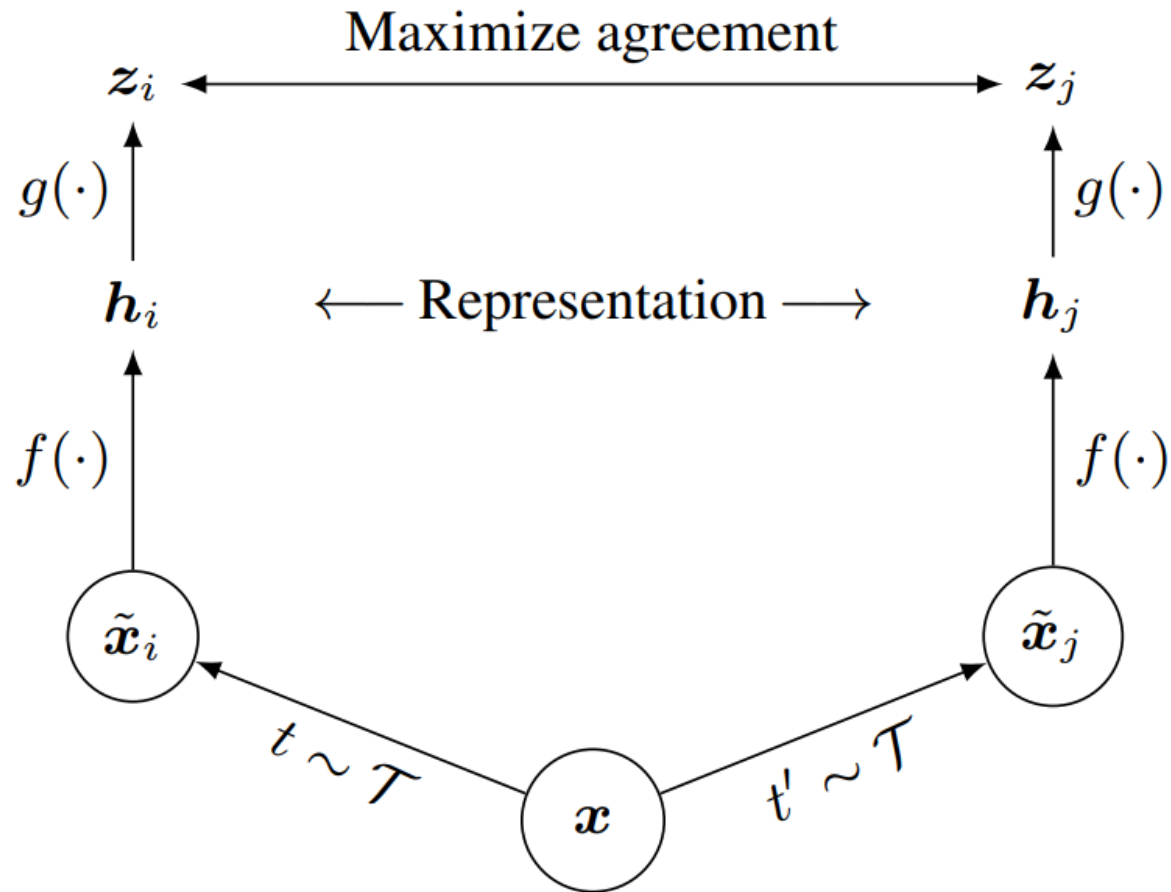 Maximize agreement
z_i z_j
g(·) g(·)
h_i ← Representation → h_j
f(·) f(·)
x̃_i x̃_j
t ∼ 𝒯 t′ ∼ 𝒯
x